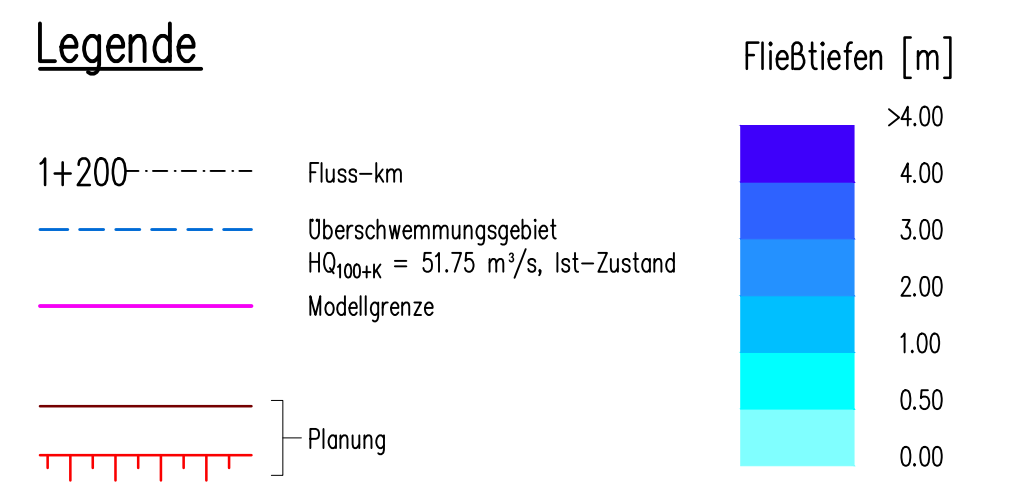 Legende
1+200
Fluss-km
Überschwemmungsgebiet
HQ100+K = 51.75 m³/s, Ist-Zustand
Modellgrenze
Planung
Fließtiefen [m]
>4.00
4.00
3.00
2.00
1.00
0.50
0.00